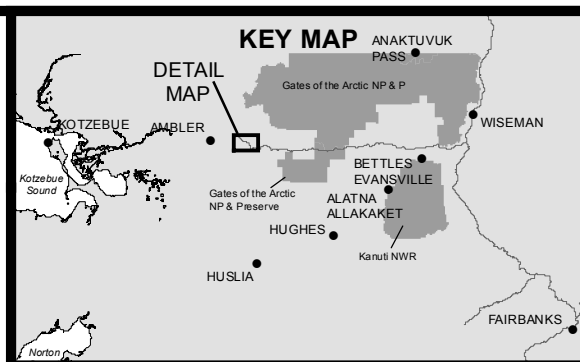 KEY MAP
ANAKTUVUK
PASS
DETAIL
MAP
Gates of the Arctic NP & P
KOTZEBUE
AMBLER
WISEMAN
Kotzebue
Sound
BETTLES
EVANSVILLE
Gates of the Arctic
NP & Preserve
ALATNA
ALLAKAKET
HUGHES
Kanuti NWR
HUSLIA
FAIRBANKS
Norton